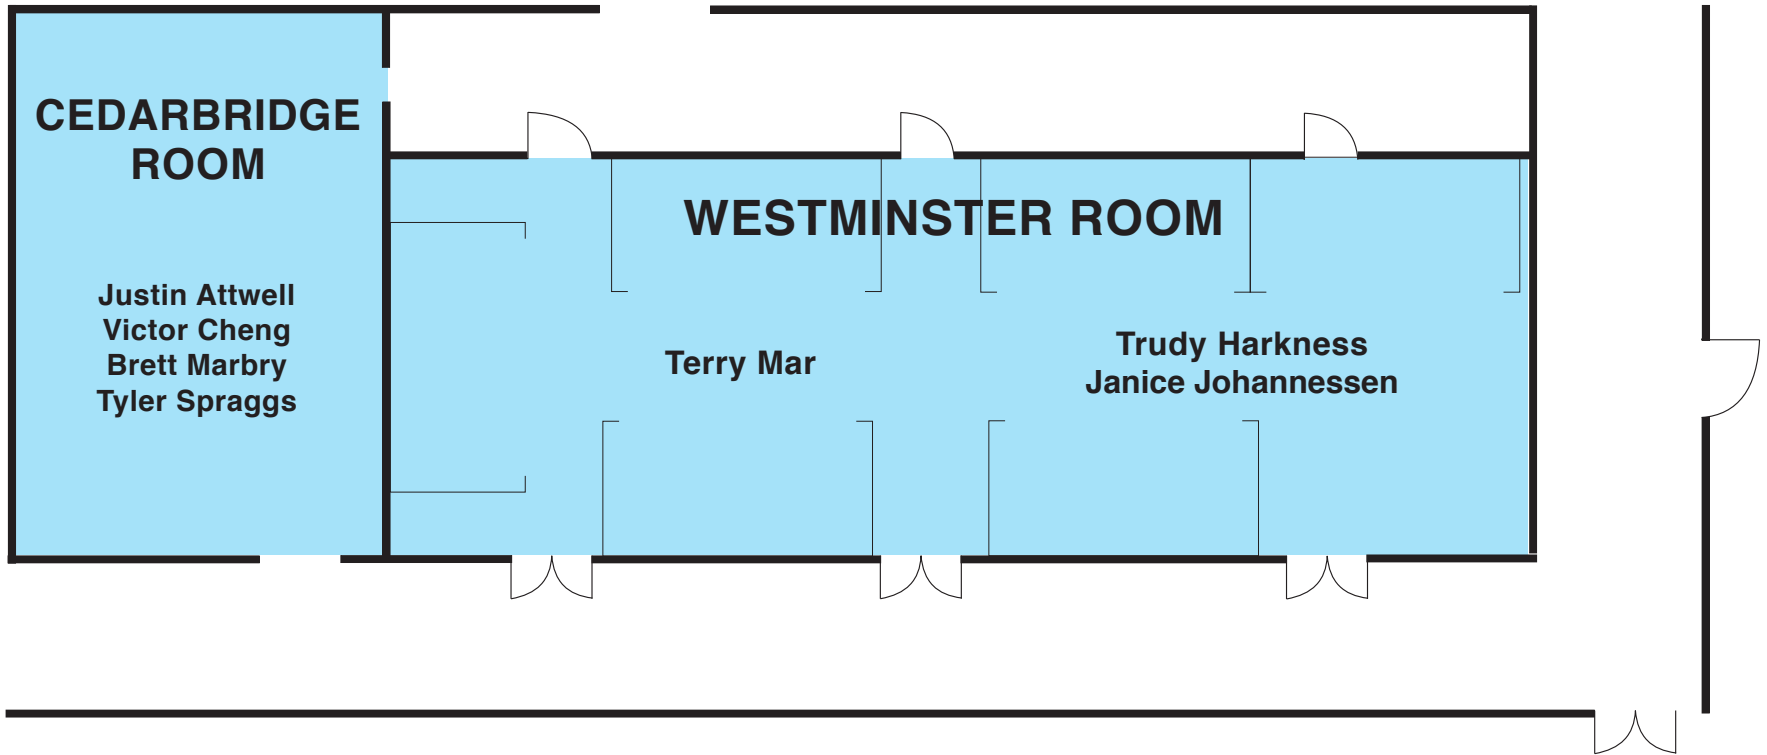 CEDARBRIDGE
ROOM
Justin Attwell
Victor Cheng
Brett Marbry
Tyler Spraggs
WESTMINSTER ROOM
Terry Mar
Trudy Harkness
Janice Johannessen